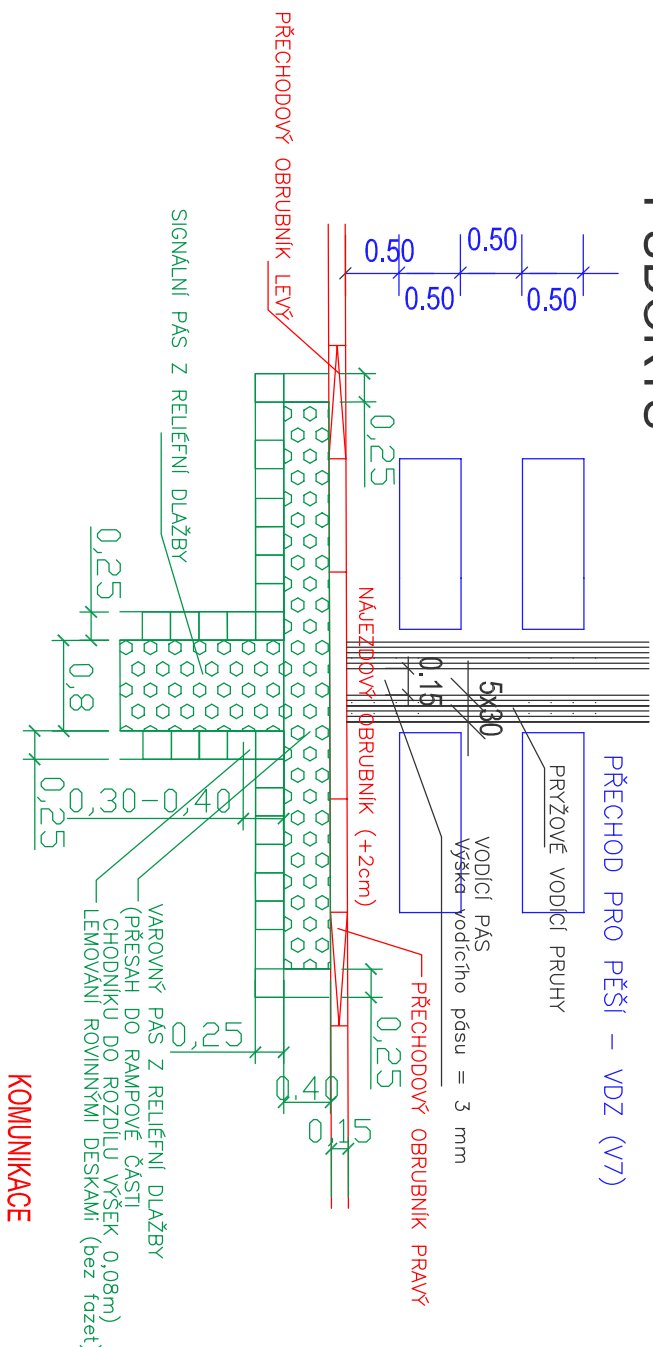 PŘECHOD PRO PĚŠÍ – VDZ (V7)
PRYŽOVÉ VODÍCÍ PRUHY
VODÍCÍ PÁS
Výška vodícího pásu = 3 mm
5x30
0.15
0.50
0.50
0.50
0.50
PŘECHODOVÝ OBRUBNÍK LEVÝ
NÁJEZDOVÝ OBRUBNÍK (+2cm)
PŘECHODOVÝ OBRUBNÍK PRAVÝ
0,25
0,25
SIGNÁLNÍ PÁS Z RELIÉFNÍ DLAŽBY
0,25
0,8
0,25
0,30-0,40
0,25
0,40
0,15
VAROVNÝ PÁS Z RELIÉFNÍ DLAŽBY
(PŘESAH DO RAMPOVÉ ČÁSTI
CHODNÍKU DO ROZDÍLU VÝŠEK 0,08m)
LEMOVÁNÍ ROVINNÝMI DESKAMi (bez fazet)
KOMUNIKACE